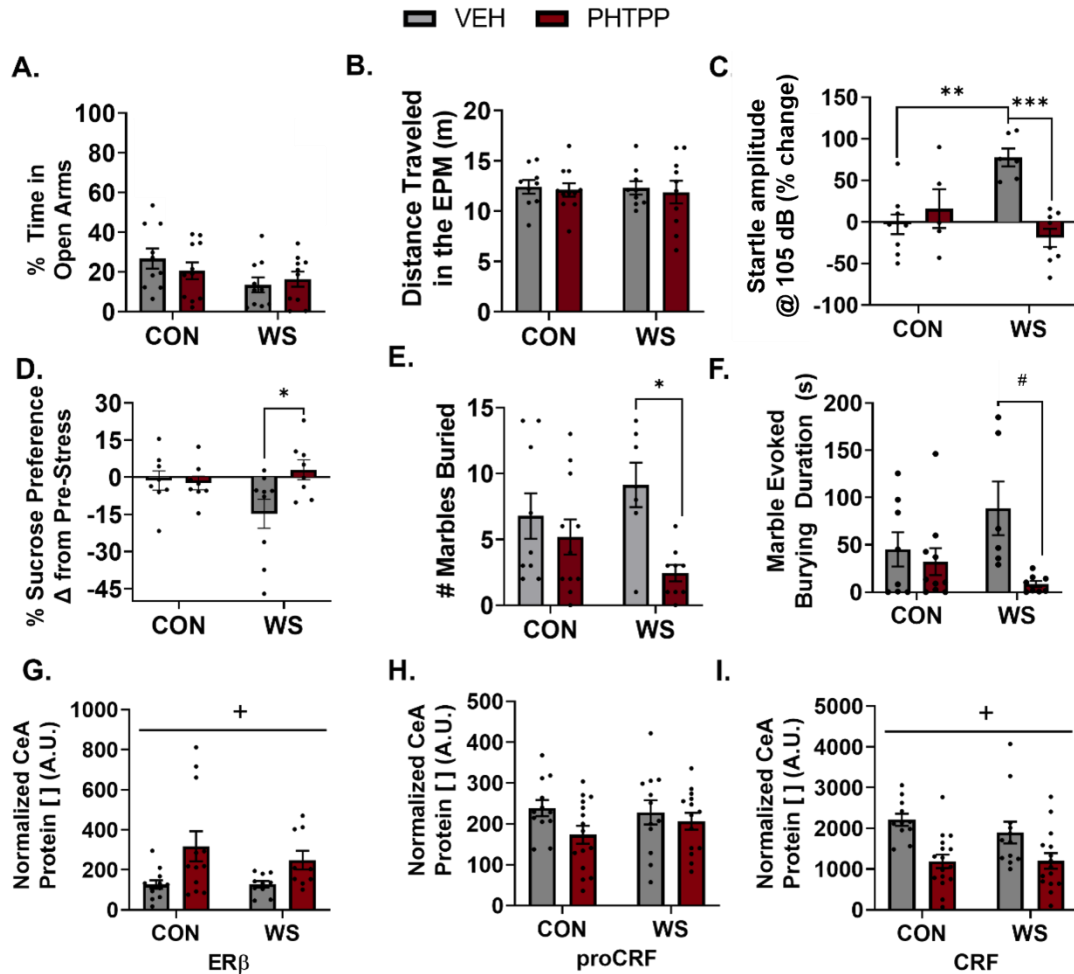 VEH PHTPP
A.
% Time in
Open Arms
100
80
60
40
20
0
CON WS
B.
Distance Traveled
in the EPM (m)
20
15
10
5
0
CON WS
C.
Startle amplitude
@ 105 dB (% change)
150
100
50
0
-50
-100
** ***
CON WS
D.
% Sucrose Preference
Δ from Pre-Stress
30
15
0
-15
-30
-45
*
CON WS
E.
# Marbles Buried
15
10
5
0
*
CON WS
F.
Marble Evoked
Burying Duration (s)
200
150
100
50
0
#
CON WS
G.
Normalized CeA
Protein [ ] (A.U.)
1000
800
600
400
200
0
+
CON WS
ERβ
H.
Normalized CeA
Protein [ ] (A.U.)
500
400
300
200
100
0
CON WS
proCRF
I.
Normalized CeA
Protein [ ] (A.U.)
5000
4000
3000
2000
1000
0
+
CON WS
CRF